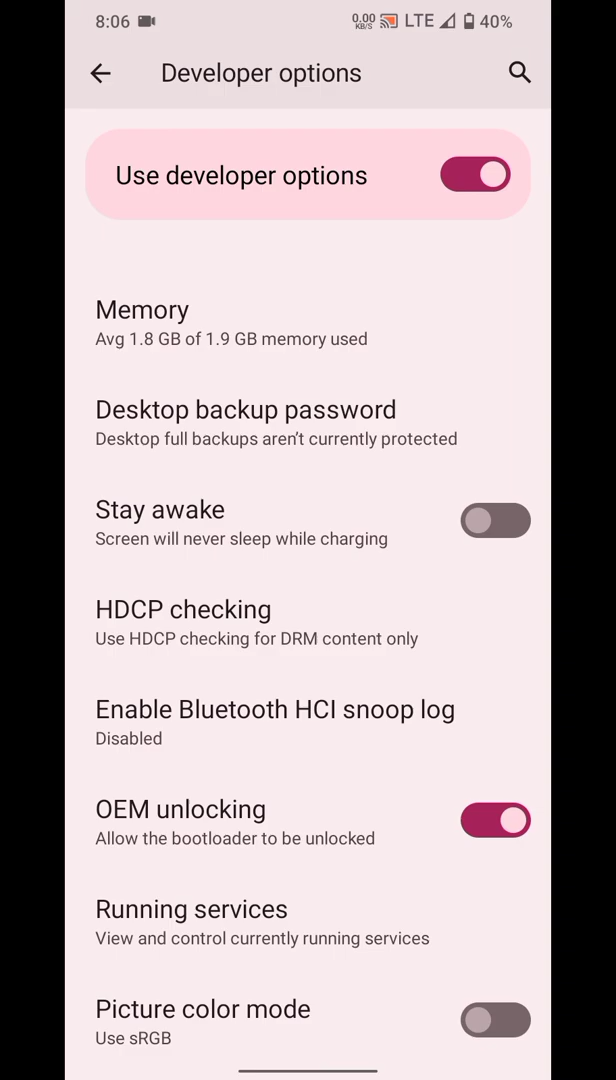 8:06 0.00 KB/S LTE 40%
Developer options
Use developer options
Memory
Avg 1.8 GB of 1.9 GB memory used
Desktop backup password
Desktop full backups aren’t currently protected
Stay awake
Screen will never sleep while charging
HDCP checking
Use HDCP checking for DRM content only
Enable Bluetooth HCI snoop log
Disabled
OEM unlocking
Allow the bootloader to be unlocked
Running services
View and control currently running services
Picture color mode
Use sRGB